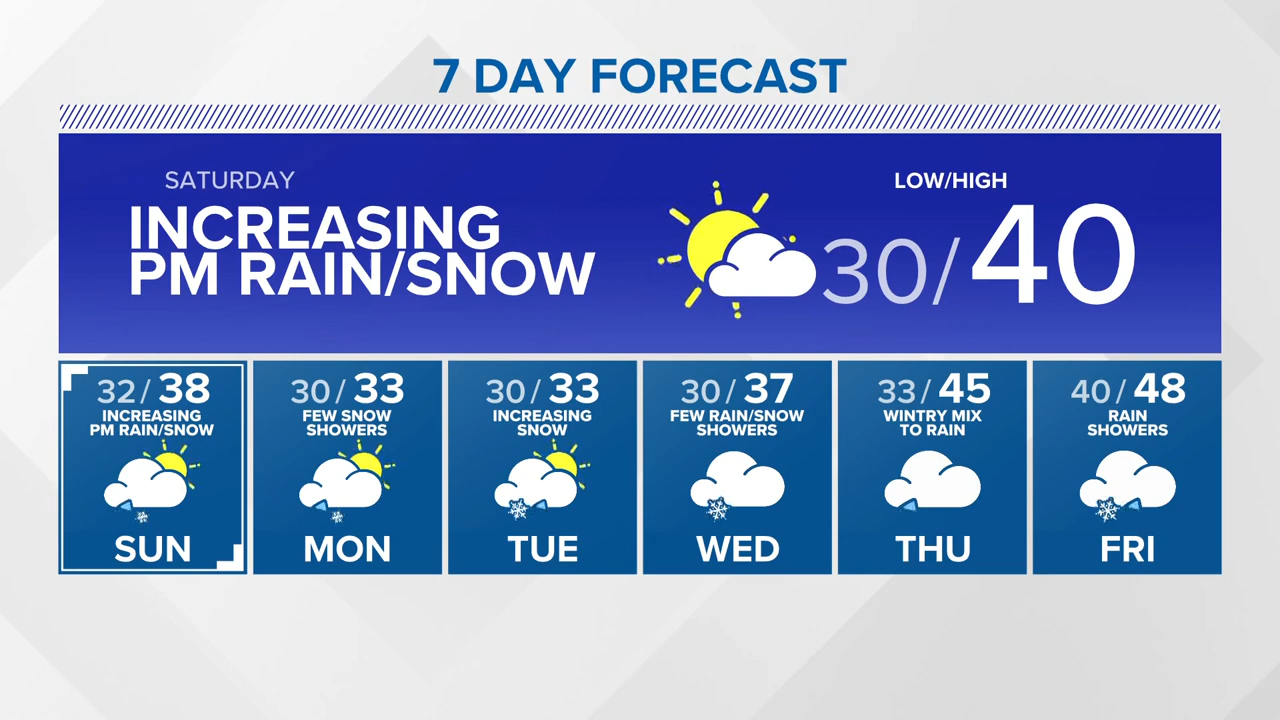 7 DAY FORECAST
SATURDAY
INCREASING
PM RAIN/SNOW
LOW/HIGH
30/40
32/38
INCREASING
PM RAIN/SNOW
SUN
30/33
FEW SNOW
SHOWERS
MON
30/33
INCREASING
SNOW
TUE
30/37
FEW RAIN/SNOW
SHOWERS
WED
33/45
WINTRY MIX
TO RAIN
THU
40/48
RAIN
SHOWERS
FRI